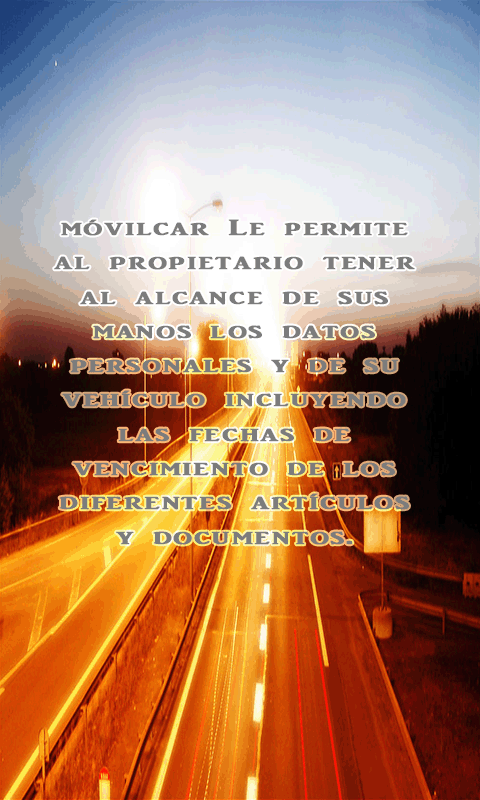 MÓVILCAR LE PERMITE
AL PROPIETARIO TENER
AL ALCANCE DE SUS
MANOS LOS DATOS
PERSONALES Y DE SU
VEHÍCULO INCLUYENDO
LAS FECHAS DE
VENCIMIENTO DE LOS
DIFERENTES ARTÍCULOS
Y DOCUMENTOS.